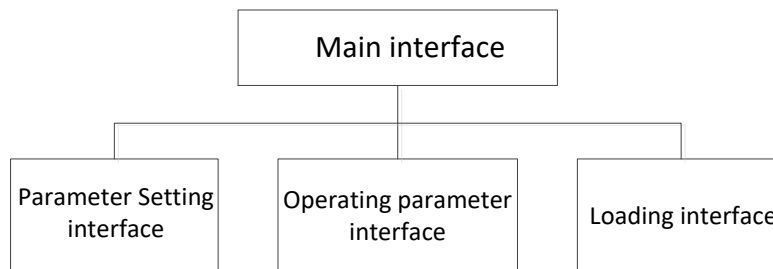 Main interface
Parameter Setting
interface
Operating parameter
interface
Loading interface